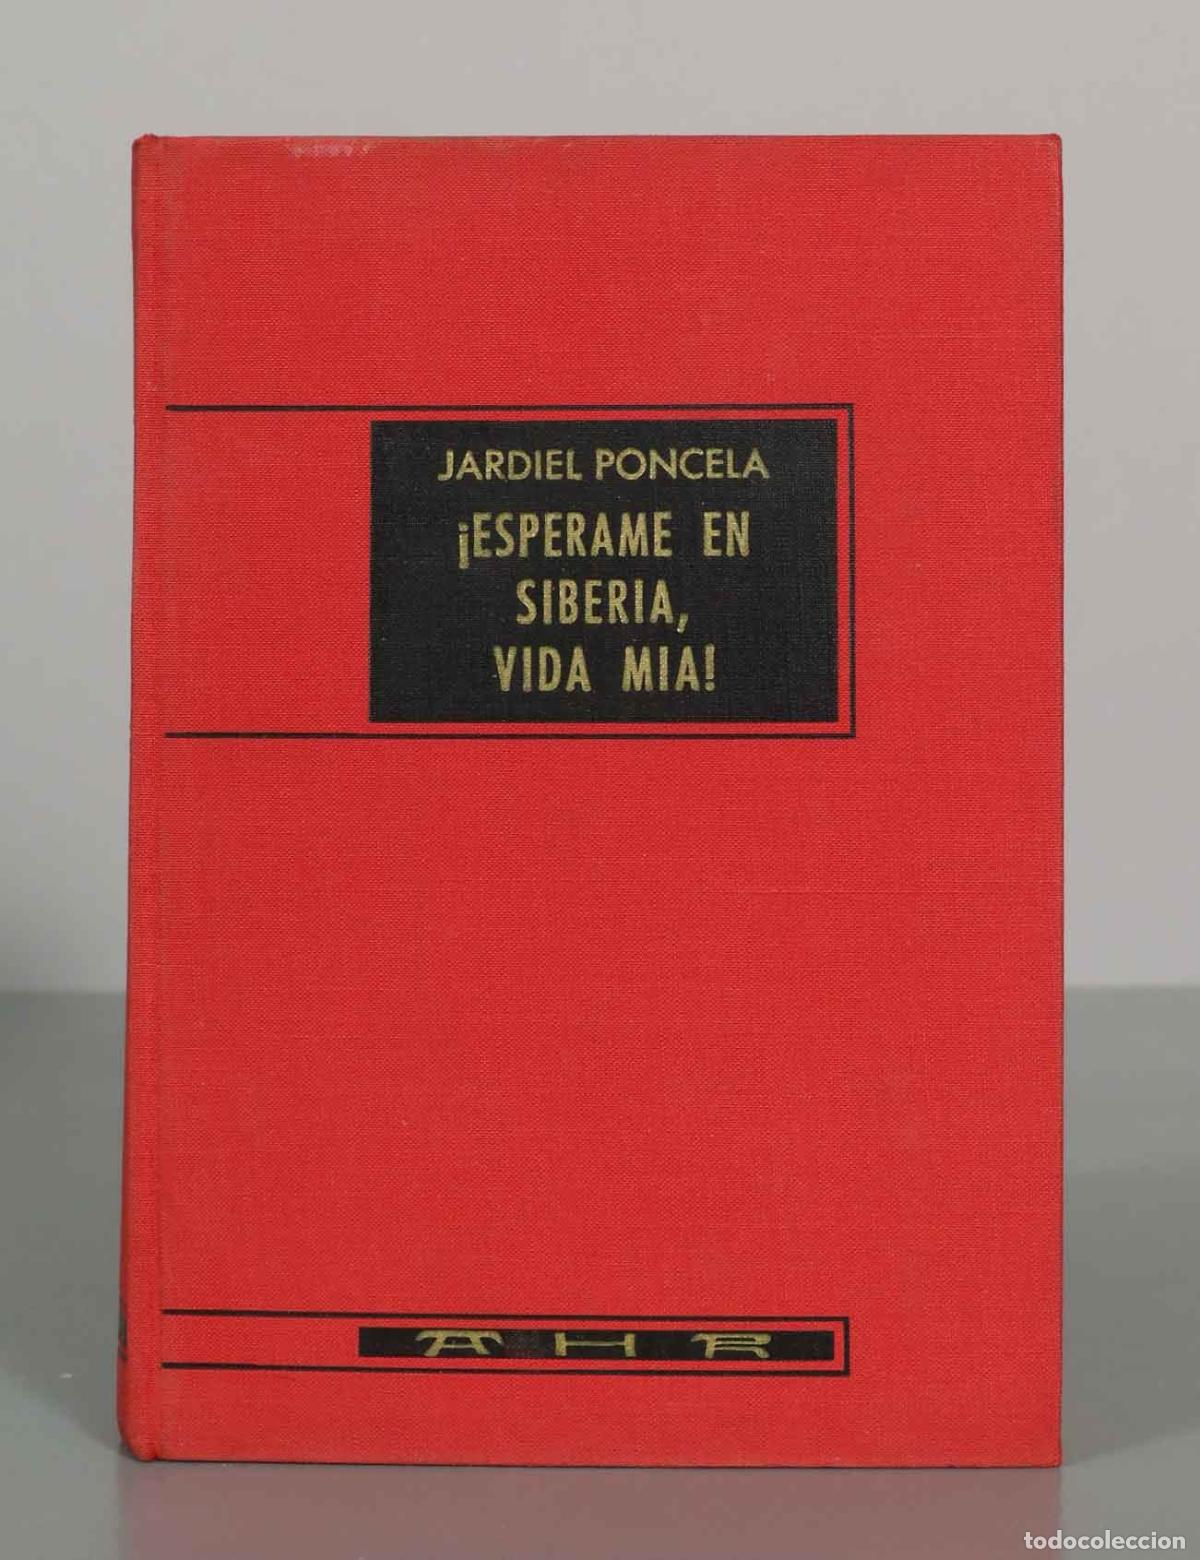 JARDIEL PONCELA
¡ESPERAME EN
SIBERIA,
VIDA MIA!
AHR
todocoleccion